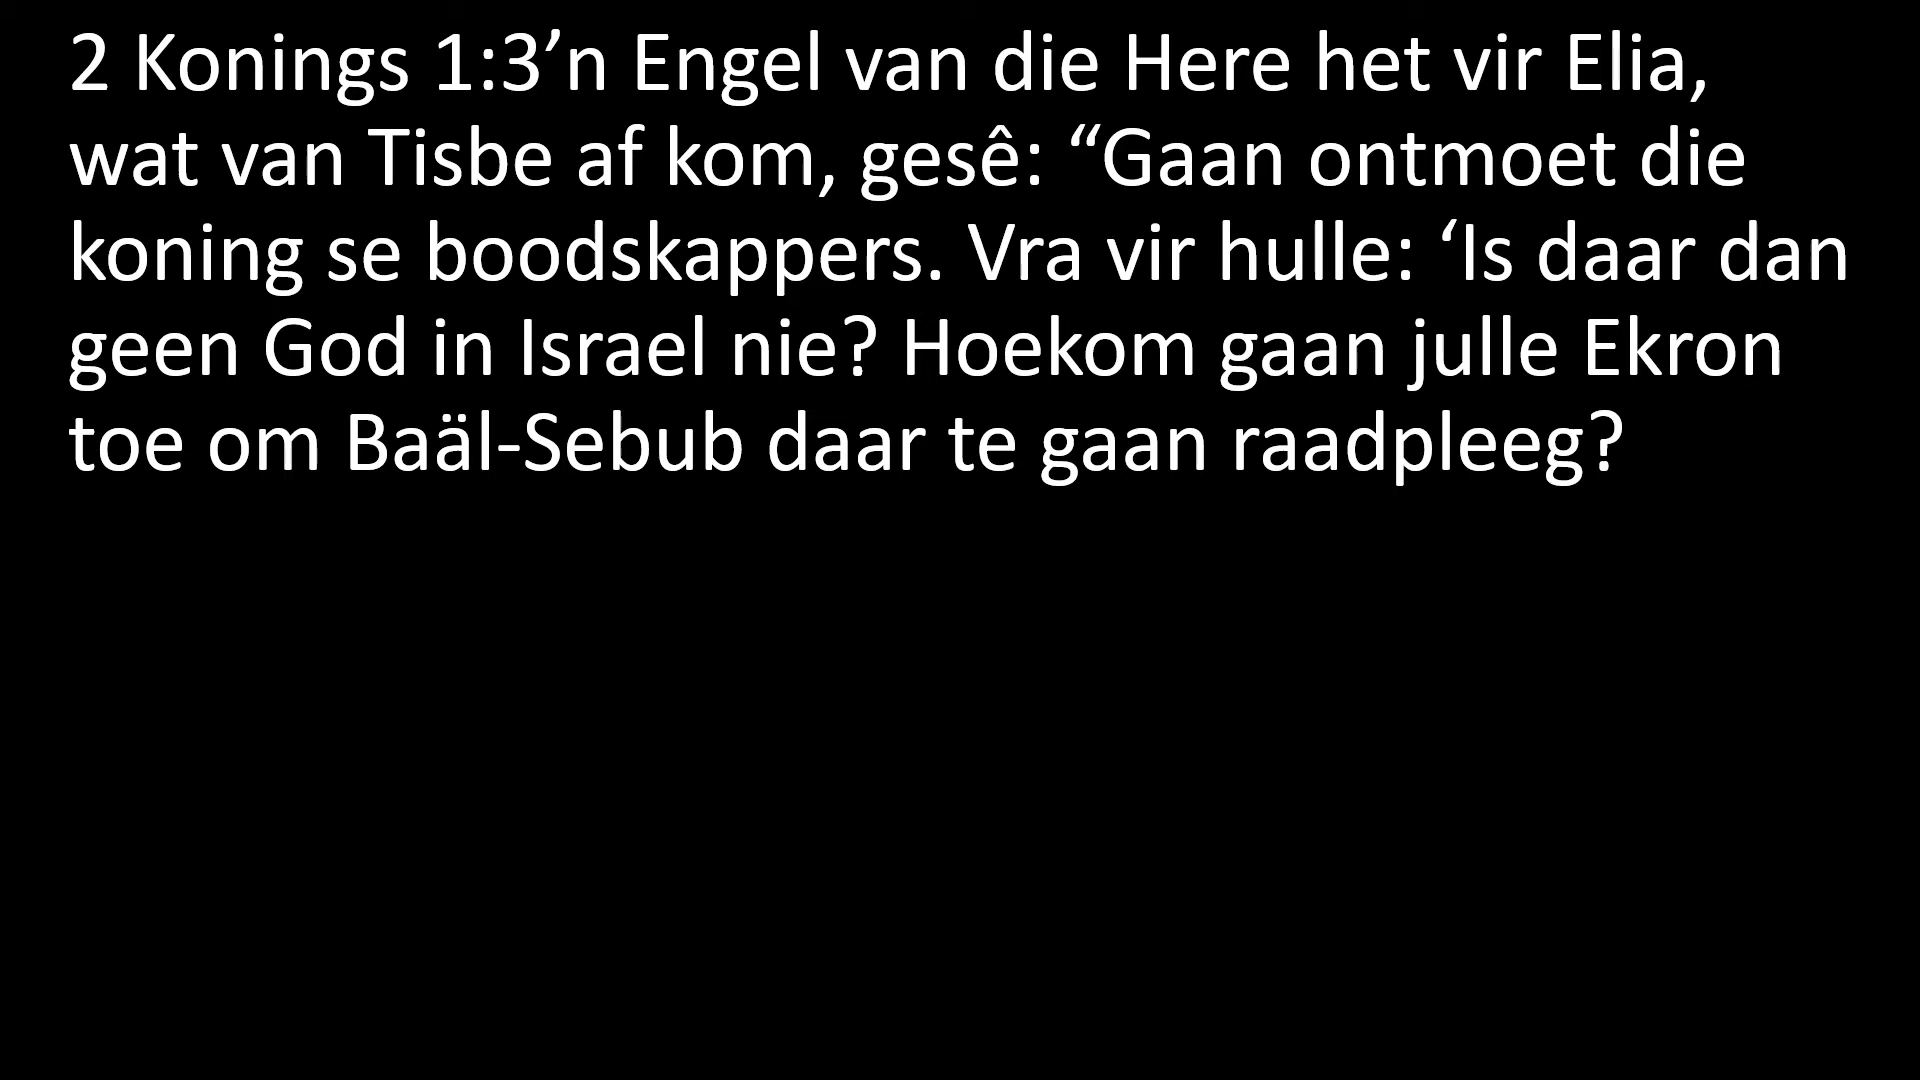 2 Konings 1:3’n Engel van die Here het vir Elia,
wat van Tisbe af kom, gesê: “Gaan ontmoet die
koning se boodskappers. Vra vir hulle: ‘Is daar dan
geen God in Israel nie? Hoekom gaan julle Ekron
toe om Baäl-Sebub daar te gaan raadpleeg?